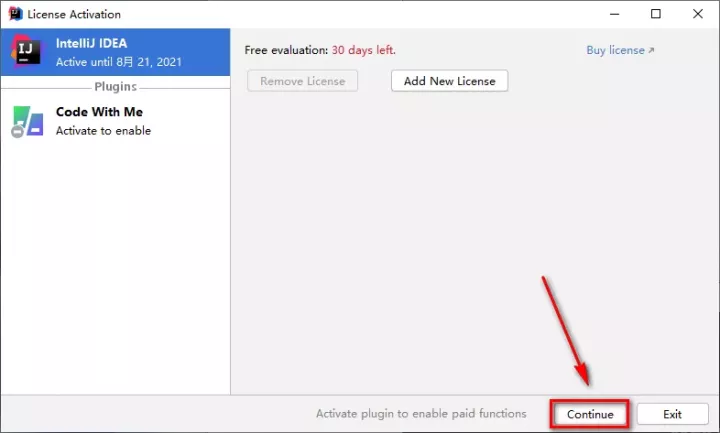 License Activation
IntelliJ IDEA
Active until 8月 21, 2021
Plugins
Code With Me
Activate to enable
Free evaluation: 30 days left.
Buy license ↗
Remove License
Add New License
Activate plugin to enable paid functions
Continue
Exit